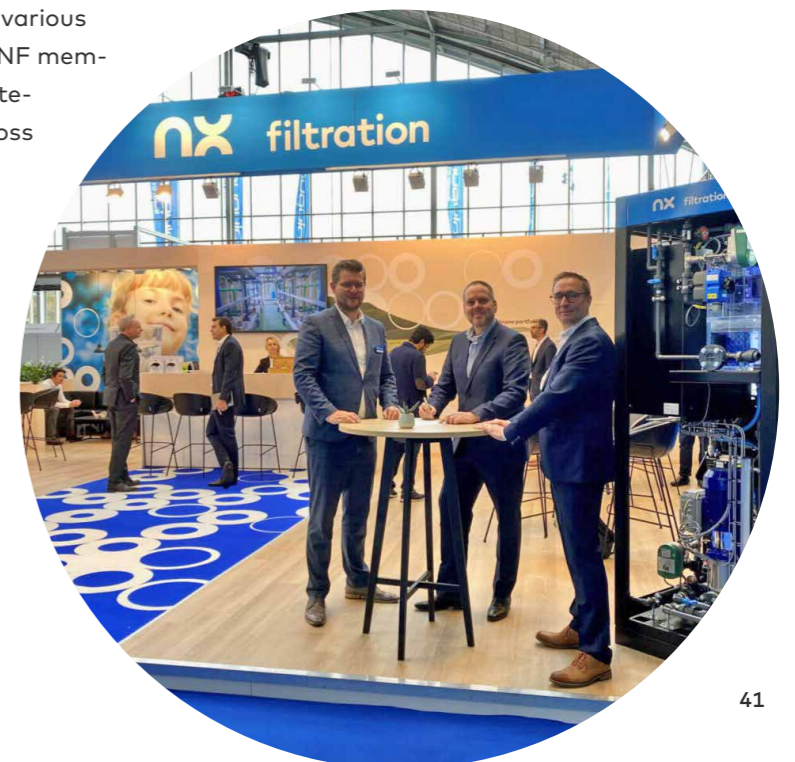 various
NF mem-
te-
oss
nx filtration
nx filtration
41